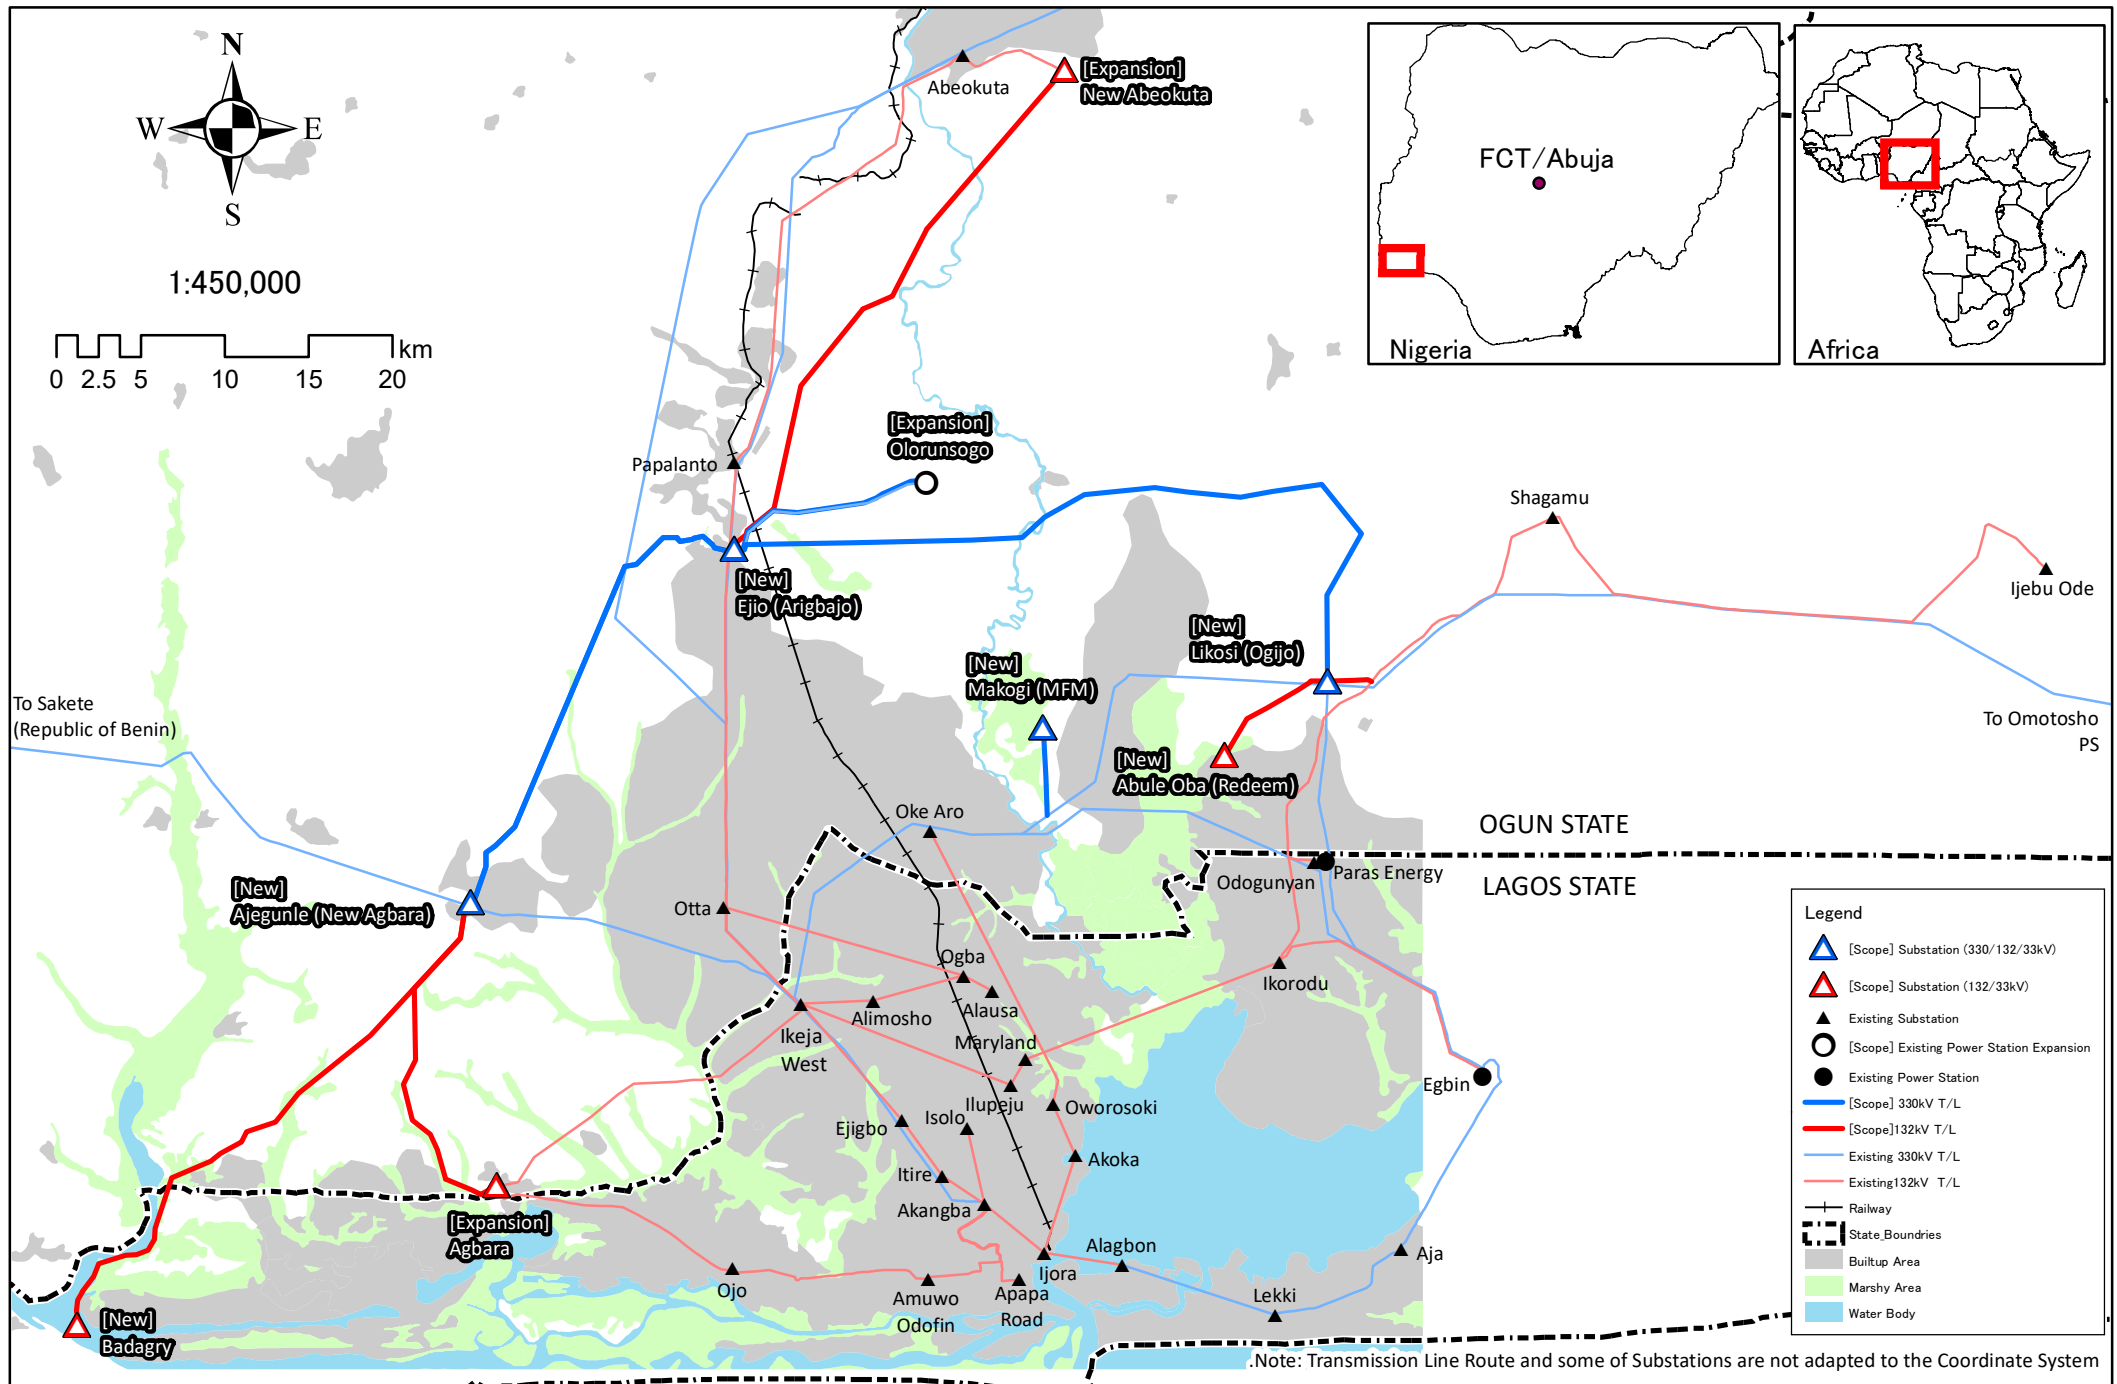 N
W
E
S
1:450,000
km
0 2.5 5 10 15 20
Abeokuta
[Expansion]
New Abeokuta
FCT/Abuja
Nigeria
Africa
[Expansion]
Olorunsogo
Papalanto
Shagamu
Ijebu Ode
[New]
Ejio (Arigbajo)
[New]
Likosi (Ogijo)
[New]
Makogi (MFM)
To Sakete
(Republic of Benin)
To Omotosho
PS
[New]
Abule Oba (Redeem)
Oke Aro
OGUN STATE
LAGOS STATE
Odogunyan
Paras Energy
[New]
Ajegunle (New Agbara)
Otta
Ogba
Ikorodu
Alausa
Alimosho
Ikeja
West
Maryland
Egbin
Ilupeju
Isolo
Oworosoki
Ejigbo
Akoka
Itire
Akangba
[Expansion]
Agbara
Alagbon
Aja
Ijora
Ojo
Amuwo
Odofin
Apapa
Road
Lekki
[New]
Badagry
Legend
[Scope] Substation (330/132/33kV)
[Scope] Substation (132/33kV)
Existing Substation
[Scope] Existing Power Station Expansion
Existing Power Station
[Scope] 330kV T/L
[Scope]132kV T/L
Existing 330kV T/L
Existing132kV T/L
Railway
State_Boundries
Builtup Area
Marshy Area
Water Body
.Note: Transmission Line Route and some of Substations are not adapted to the Coordinate System